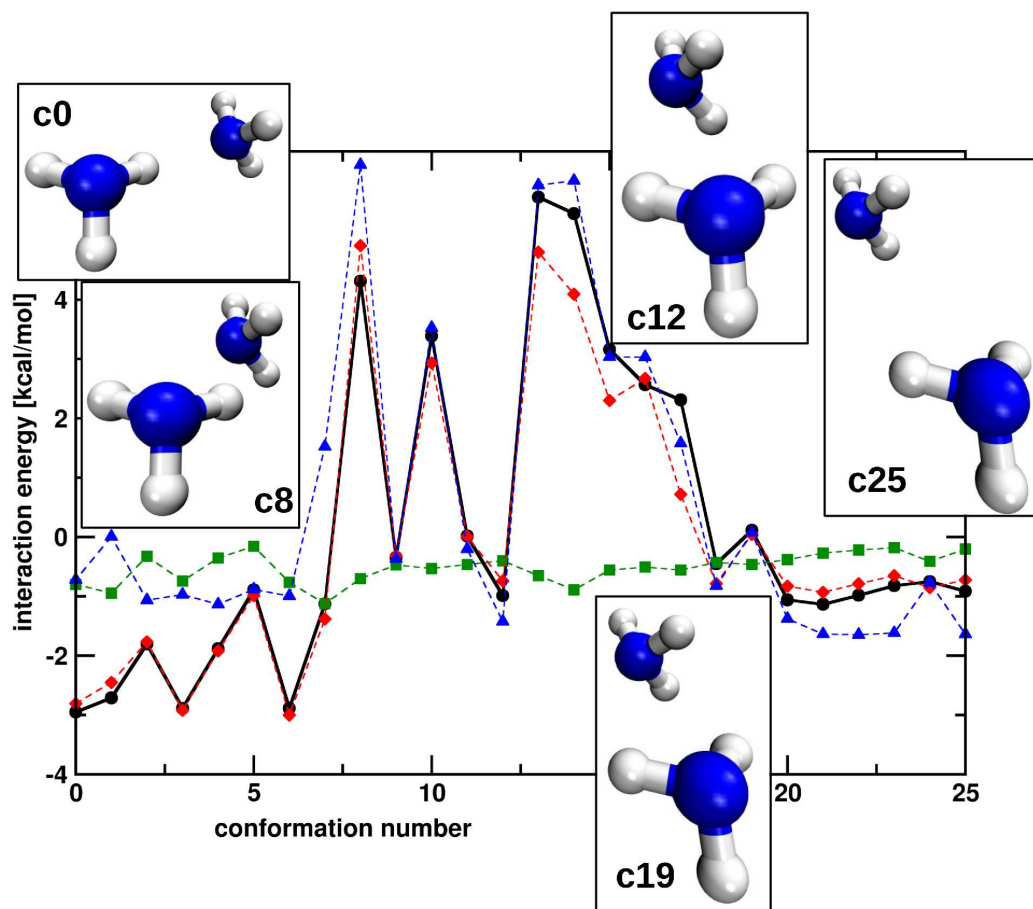 c0
c12
c8
c25
c19
interaction energy [kcal/mol]
4
2
0
-2
-4
0
5
10
20
25
conformation number